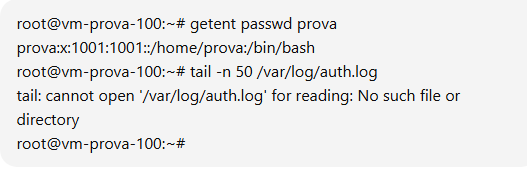 root@vm-prova-100:~# getent passwd prova
prova:x:1001:1001::/home/prova:/bin/bash
root@vm-prova-100:~# tail -n 50 /var/log/auth.log
tail: cannot open '/var/log/auth.log' for reading: No such file or
directory
root@vm-prova-100:~#